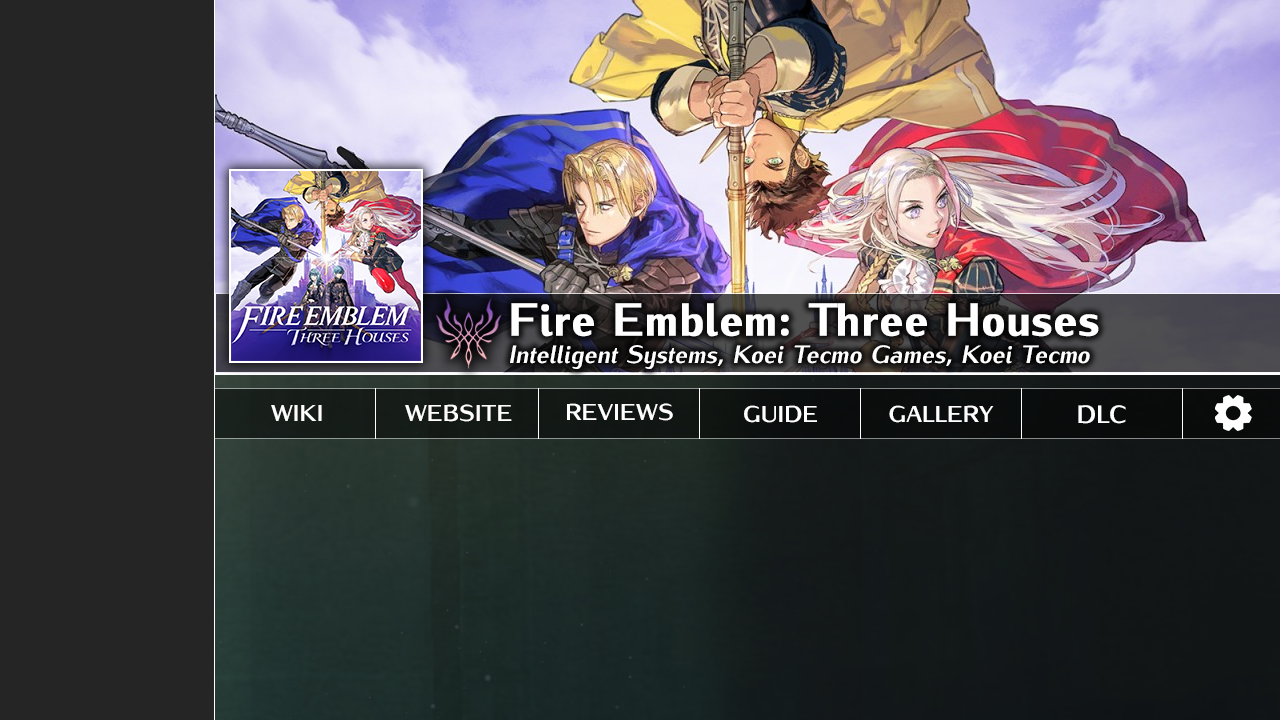 FIRE EMBLEM
THREE HOUSES
Fire Emblem: Three Houses
Intelligent Systems, Koei Tecmo Games, Koei Tecmo
WIKI
WEBSITE
REVIEWS
GUIDE
GALLERY
DLC